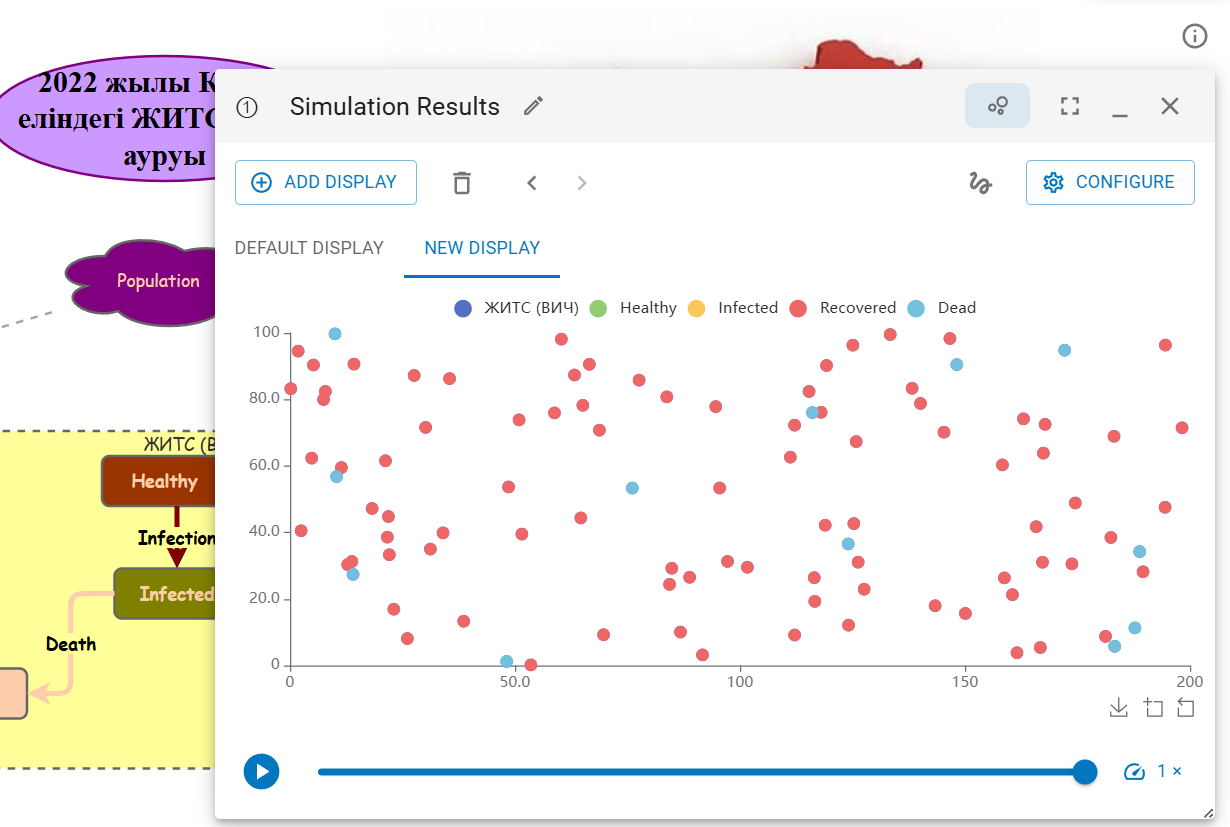 2022 жылы Қ
еліндегі ЖИТС
ауруы
Population
ЖИТС (В
Healthy
Infection
Infected
Death
1
Simulation Results
ADD DISPLAY
CONFIGURE
DEFAULT DISPLAY
NEW DISPLAY
ЖИТС (ВИЧ) Healthy Infected Recovered Dead
100
80.0
60.0
40.0
20.0
0
0 50.0 100 150 200
1 ×